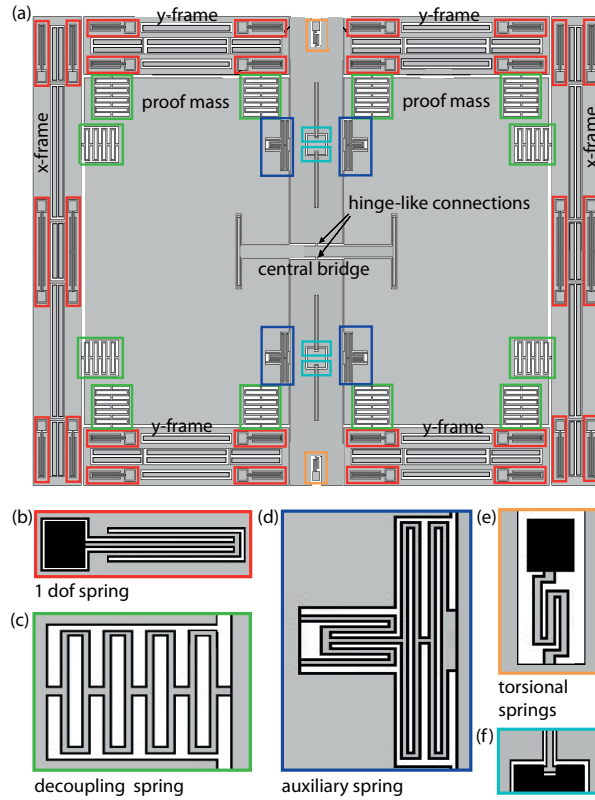 (a)
y-frame
y-frame
proof mass
proof mass
x-frame
x-frame
hinge-like connections
central bridge
y-frame
y-frame
(b)
1 dof spring
(c)
decoupling spring
(d)
auxiliary spring
(e)
torsional
springs
(f)